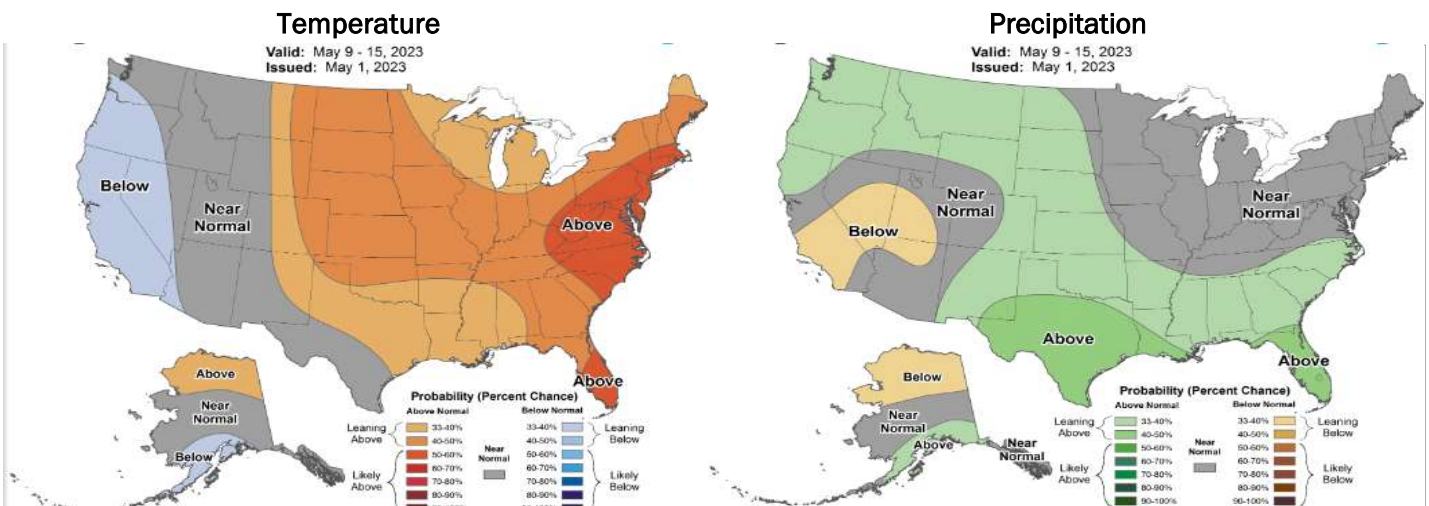 Temperature
Valid: May 9 - 15, 2023
Issued: May 1, 2023
Below
Near
Normal
Above
Above
Above
Near
Normal
Below
Probability (Percent Chance)
Above Normal
Below Normal
Leaning
Above
33-40%
40-50%
Likely
Above
50-60%
60-70%
70-80%
80-90%
Near
Normal
33-40%
40-50%
Leaning
Below
50-60%
60-70%
70-80%
80-90%
Likely
Below
Precipitation
Valid: May 9 - 15, 2023
Issued: May 1, 2023
Below
Near
Normal
Near
Normal
Above
Above
Below
Near
Normal
Above
Near
Normal
Probability (Percent Chance)
Above Normal
Below Normal
Leaning
Above
33-40%
40-50%
Likely
Above
50-60%
60-70%
70-80%
80-90%
90-100%
Near
Normal
33-40%
40-50%
Leaning
Below
50-60%
60-70%
70-80%
80-90%
90-100%
Likely
Below